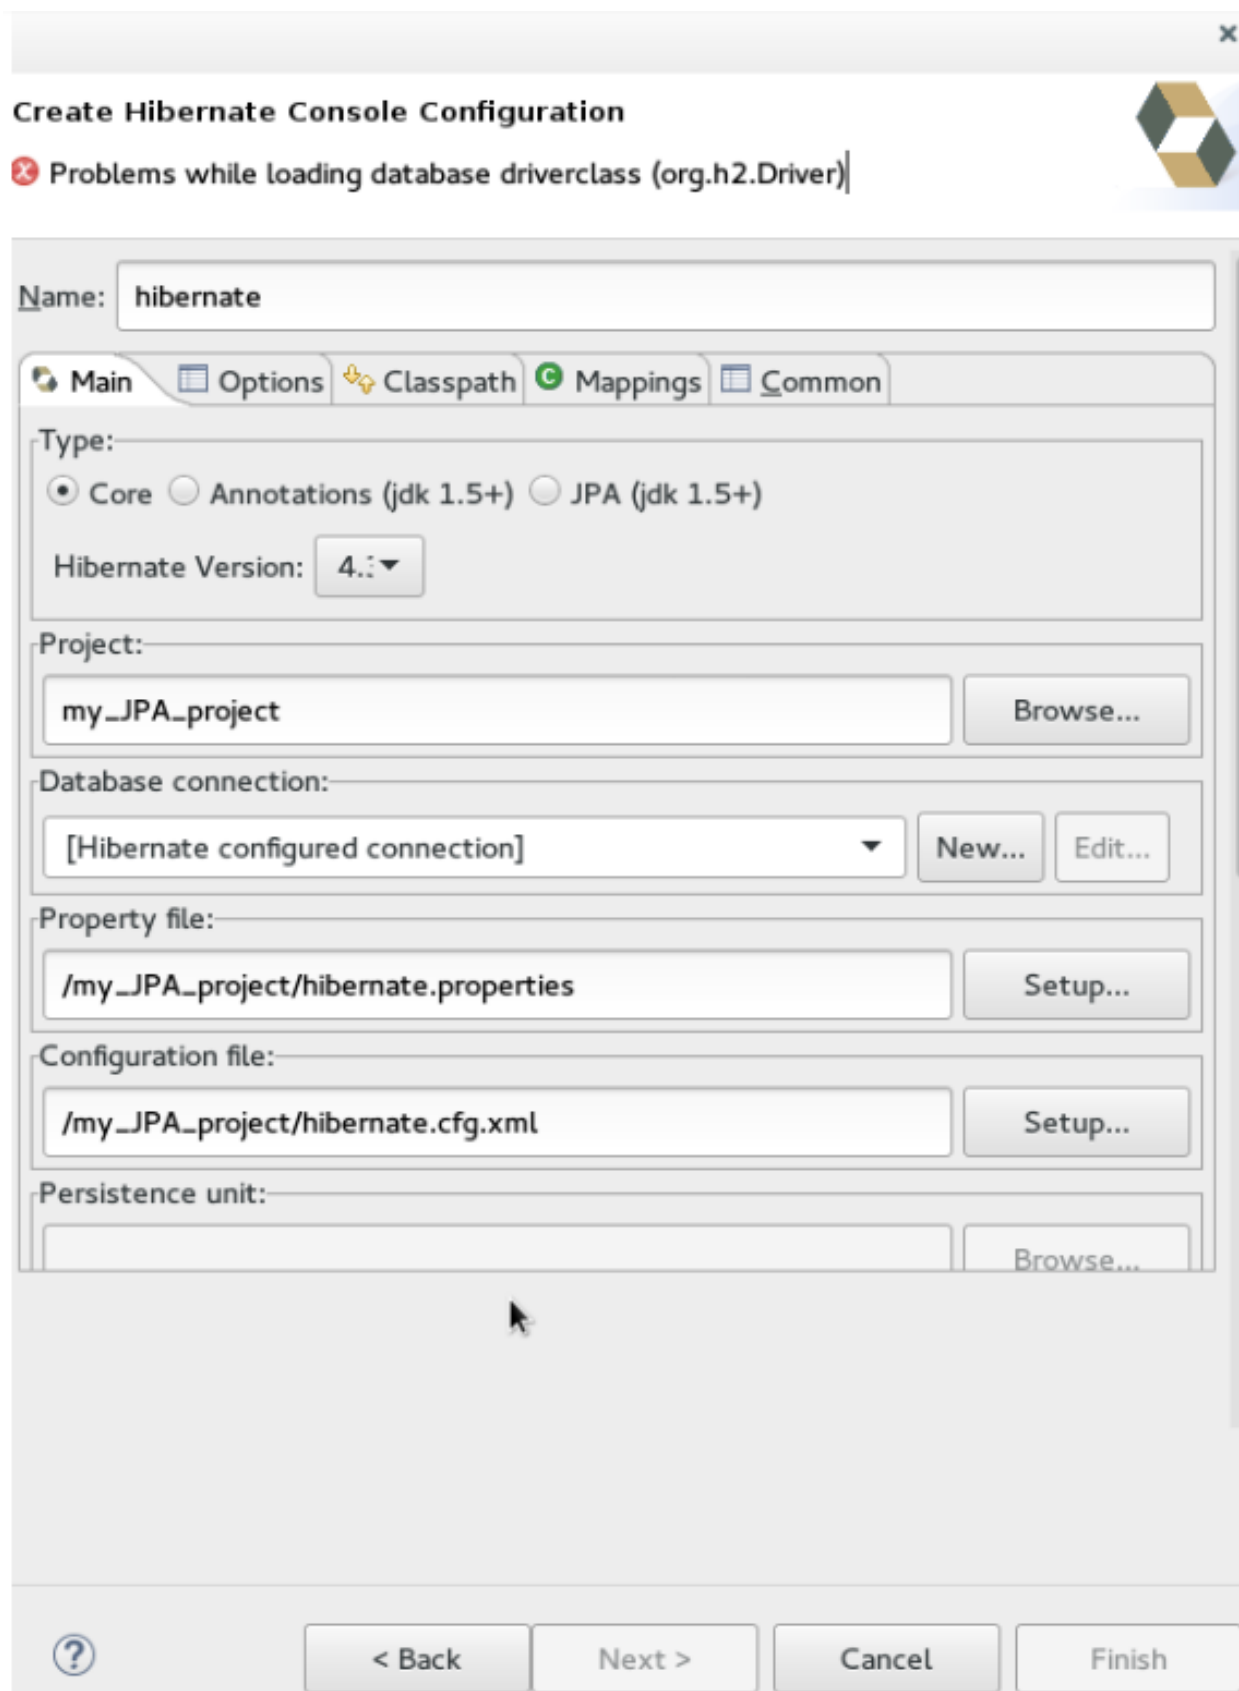 Create Hibernate Console Configuration
Problems while loading database driverclass (org.h2.Driver)
Name: hibernate
Main Options Classpath Mappings Common
Type:
Core Annotations (jdk 1.5+) JPA (jdk 1.5+)
Hibernate Version:
Project:
my_JPA_project Browse...
Database connection:
[Hibernate configured connection] New... Edit...
Property file:
/my_JPA_project/hibernate.properties Setup...
Configuration file:
/my_JPA_project/hibernate.cfg.xml Setup...
Persistence unit:
Browse...
< Back Next > Cancel Finish